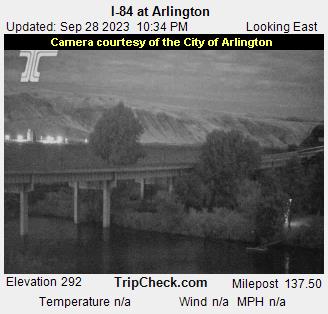 I-84 at Arlington
Updated: Sep 28 2023 10:34 PM Looking East
Camera courtesy of the City of Arlington
Elevation 292 TripCheck.com Milepost 137.50
Temperature n/a Wind n/a MPH n/a